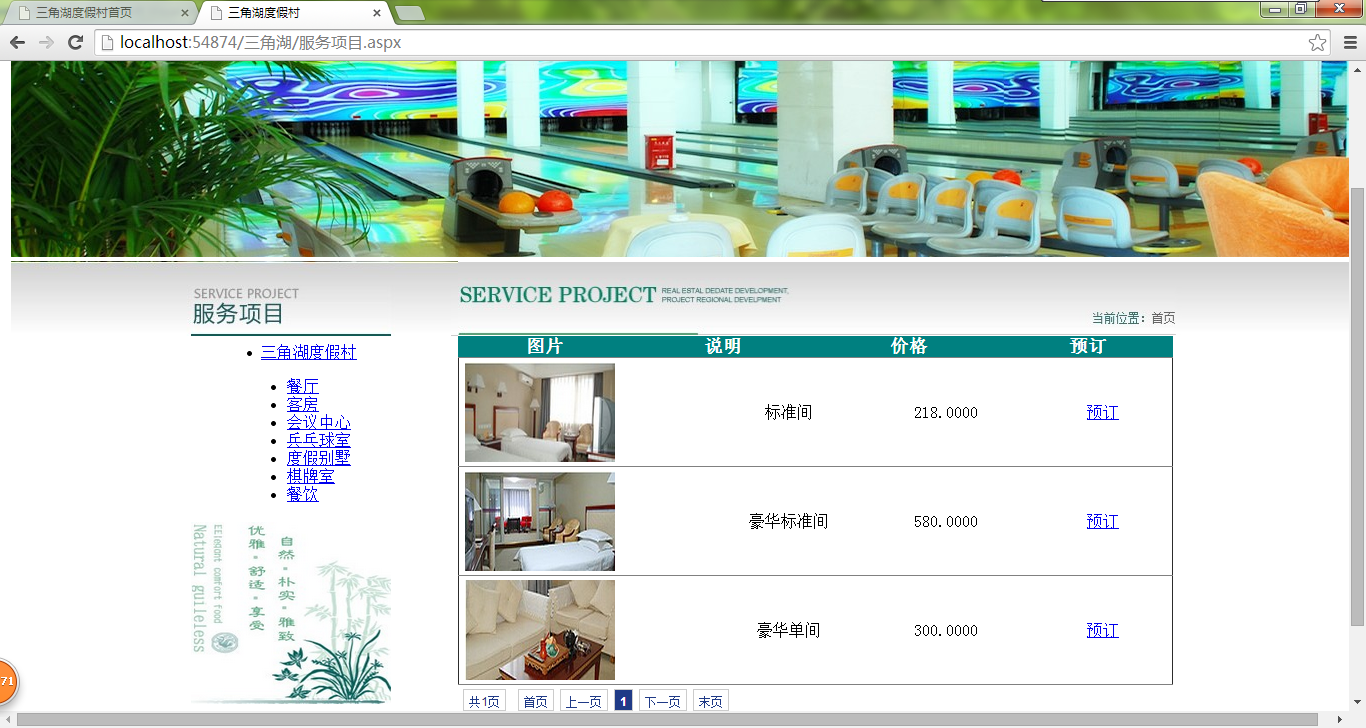 三角湖度假村首页
三角湖度假村
localhost:54874/三角湖/服务项目.aspx
SERVICE PROJECT
服务项目
SERVICE PROJECT
REAL ESTAL DEDATE DEVELOPMENT,
PROJECT REGIONAL DEVELPMENT
当前位置：首页
三角湖度假村
餐厅
客房
会议中心
乒乓球室
度假别墅
棋牌室
餐饮
图片 说明 价格 预订
标准间 218.0000 预订
豪华标准间 580.0000 预订
豪华单间 300.0000 预订
优雅·舒适·享受
自然·朴实·雅致
EElegant comfort food
Natural guileless
71
共1页 首页 上一页 1 下一页 末页